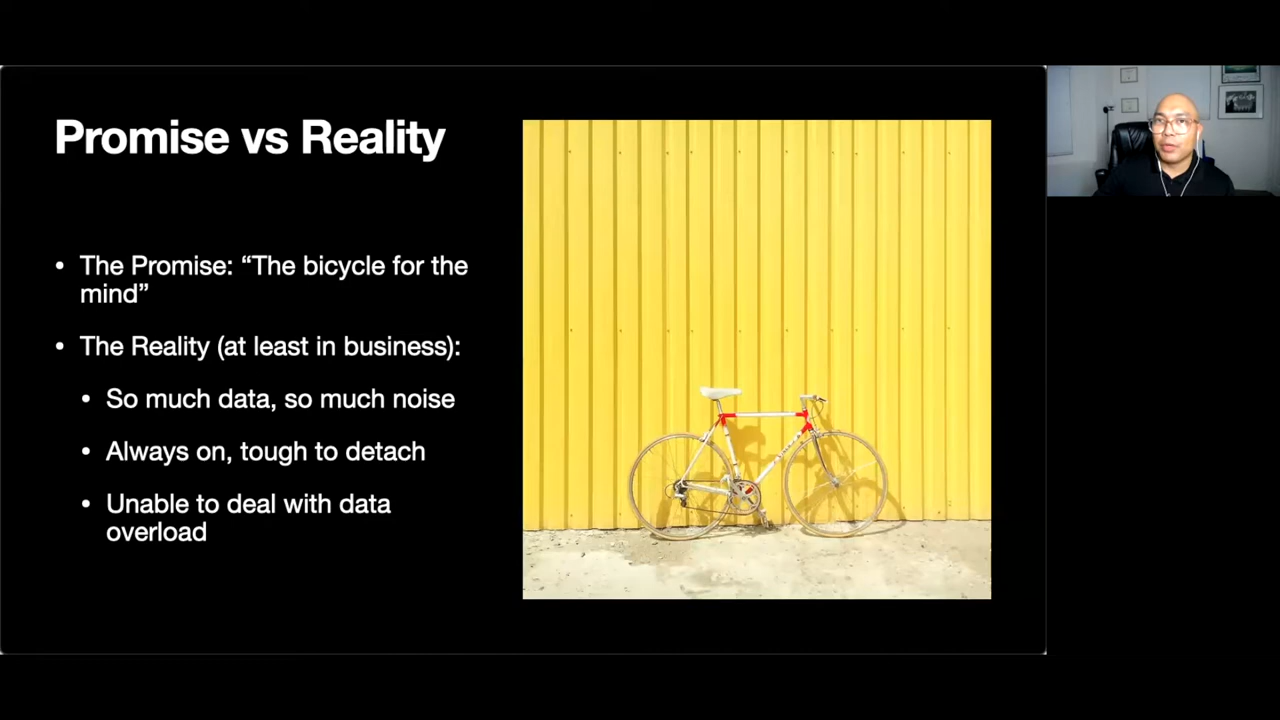 Promise vs Reality
• The Promise: “The bicycle for the
mind”
• The Reality (at least in business):
• So much data, so much noise
• Always on, tough to detach
• Unable to deal with data
overload